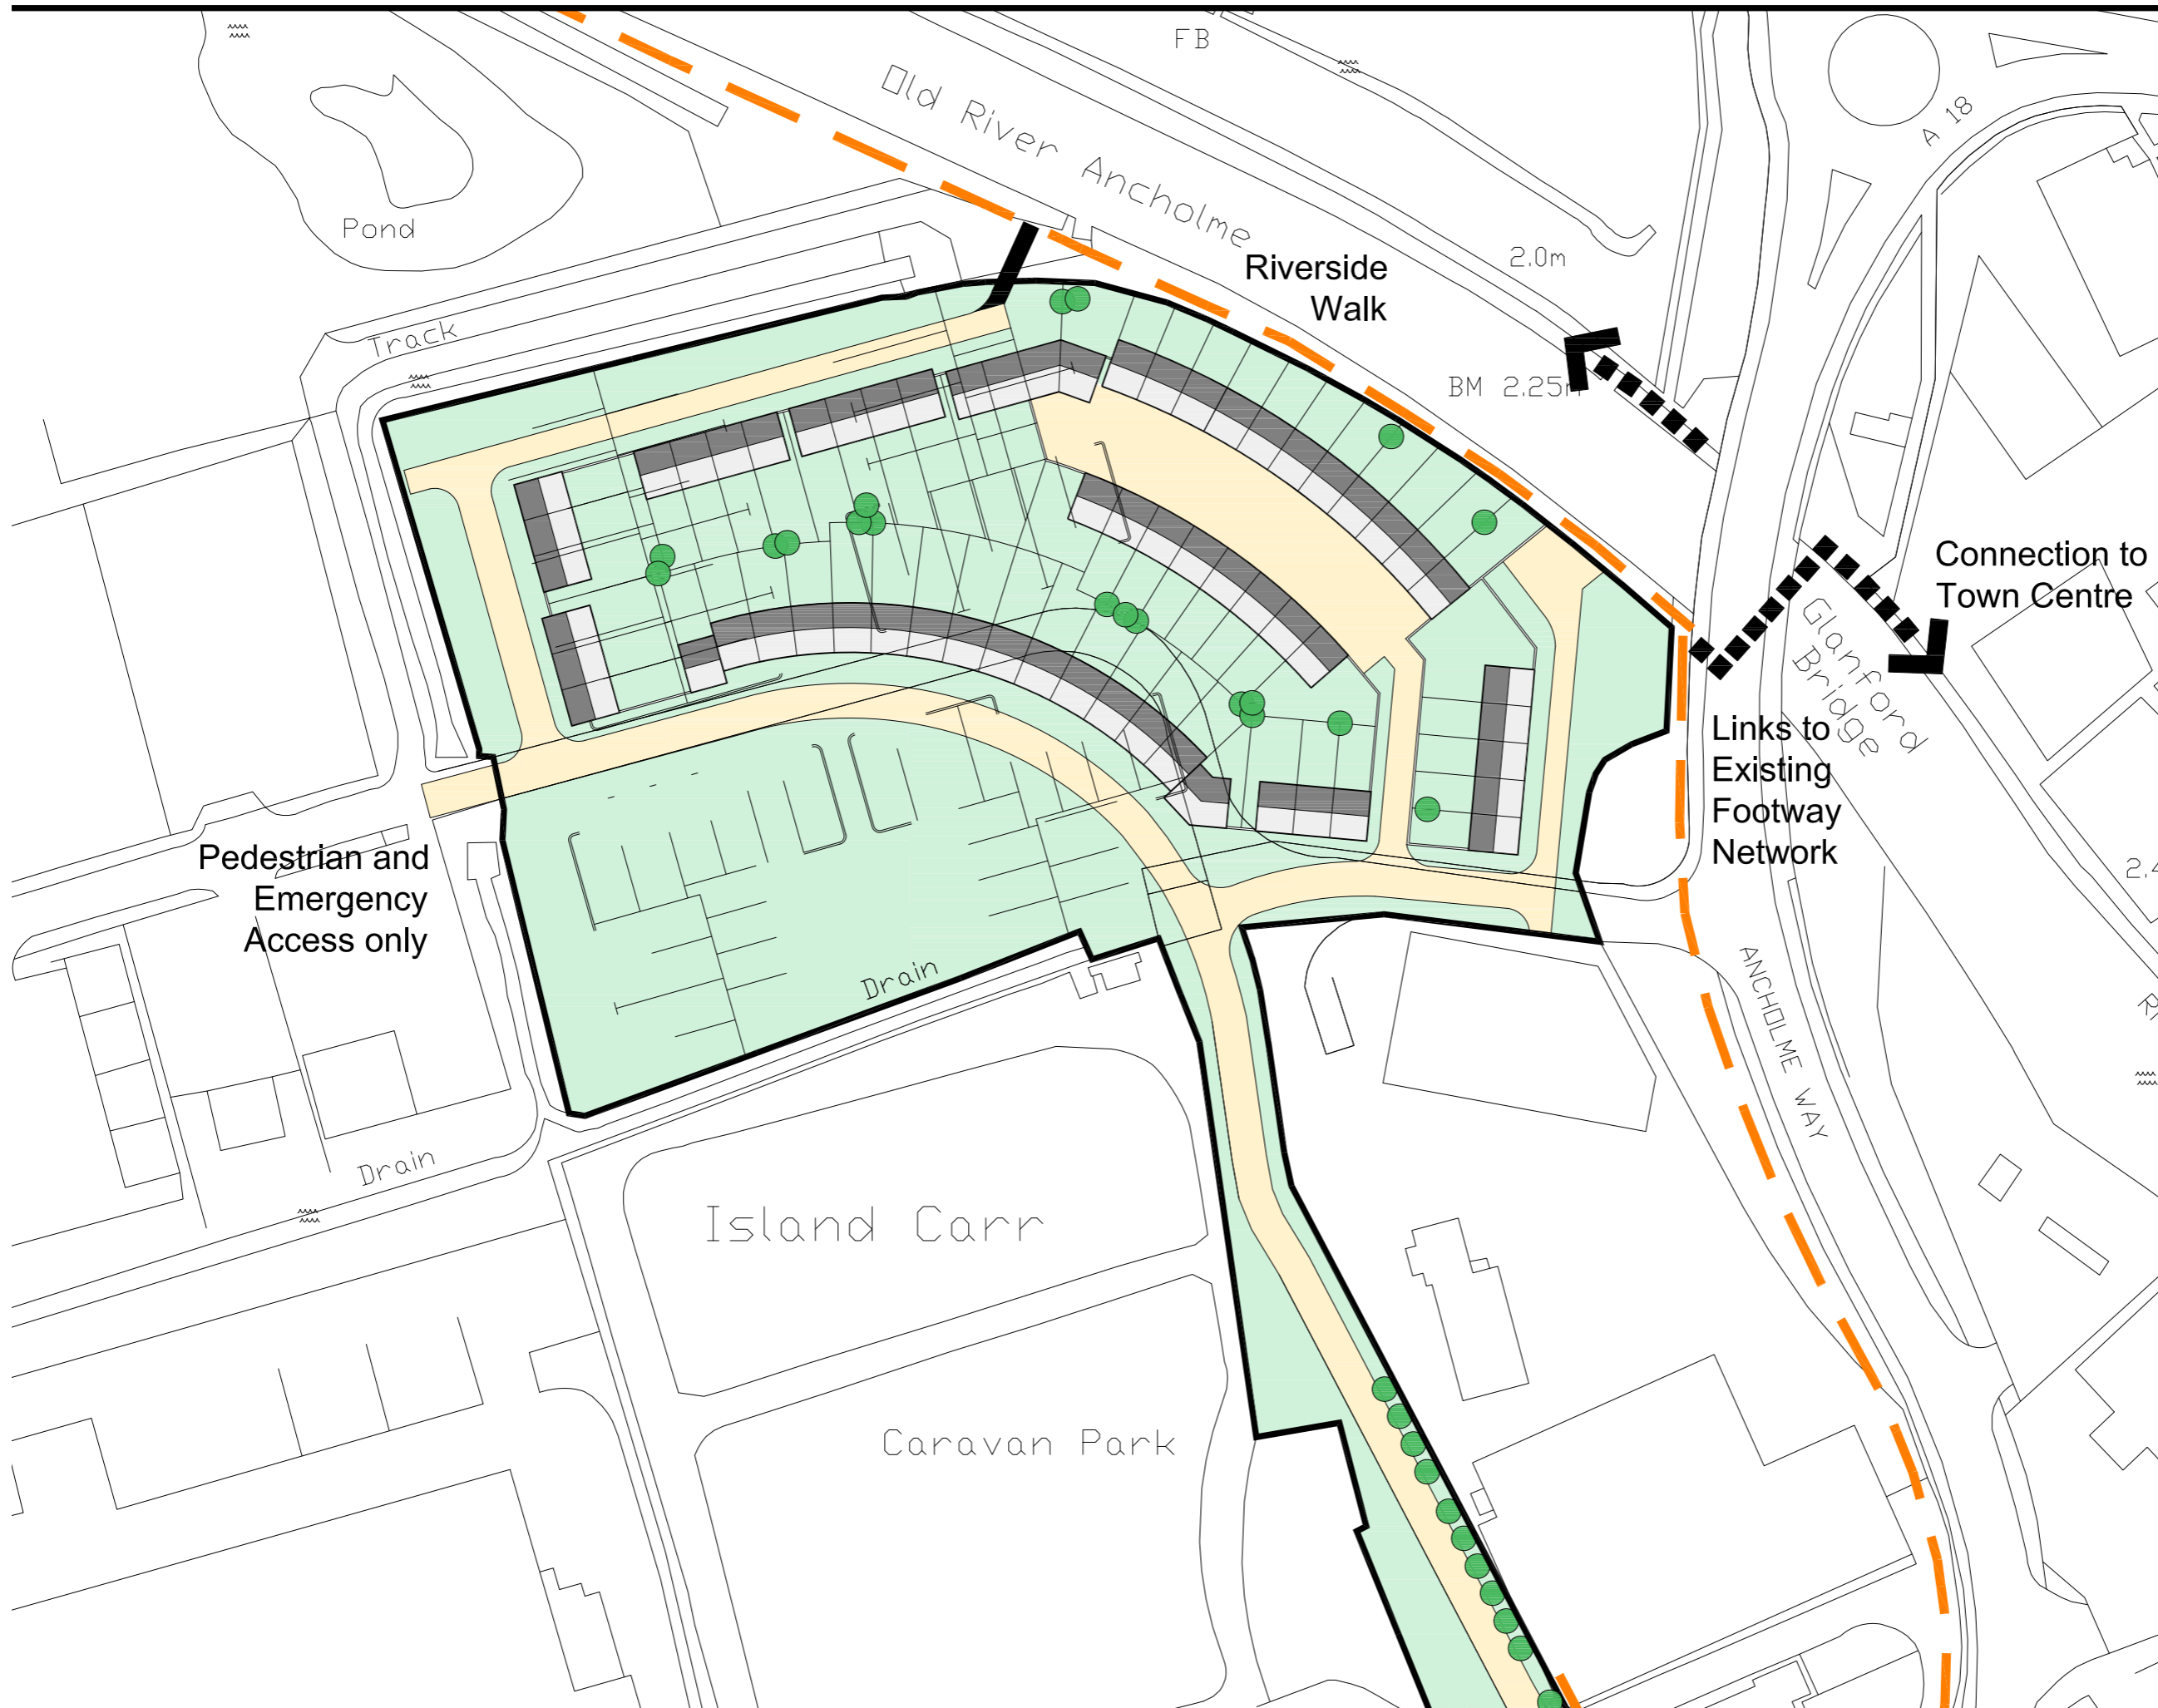 FB
Old River Ancholme
A 18
Pond
2.0m
Riverside
Walk
Track
BM 2.25m
Connection to
Town Centre
Glanford
Bridge
Links to
Existing
Footway
Network
Pedestrian and
Emergency
Access only
Drain
ANCHOLME WAY
Drain
Island Carr
Caravan Park